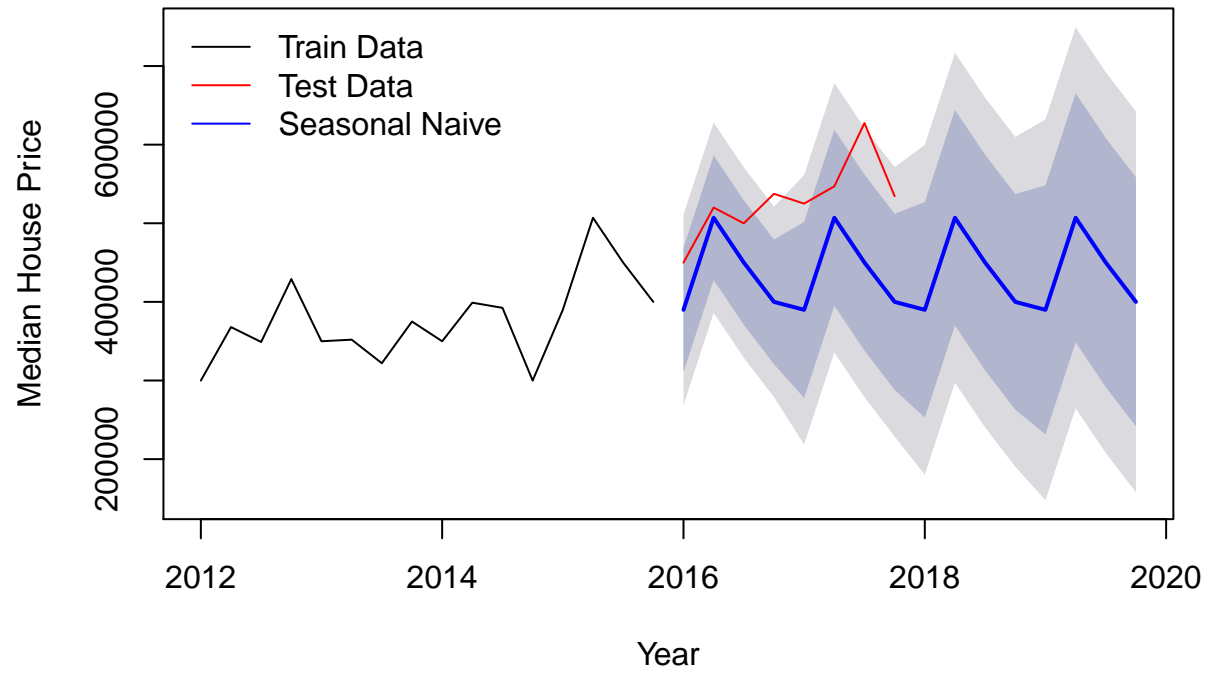 Train Data
Test Data
Seasonal Naive
Median House Price
600000
400000
200000
2012
2014
2016
2018
2020
Year